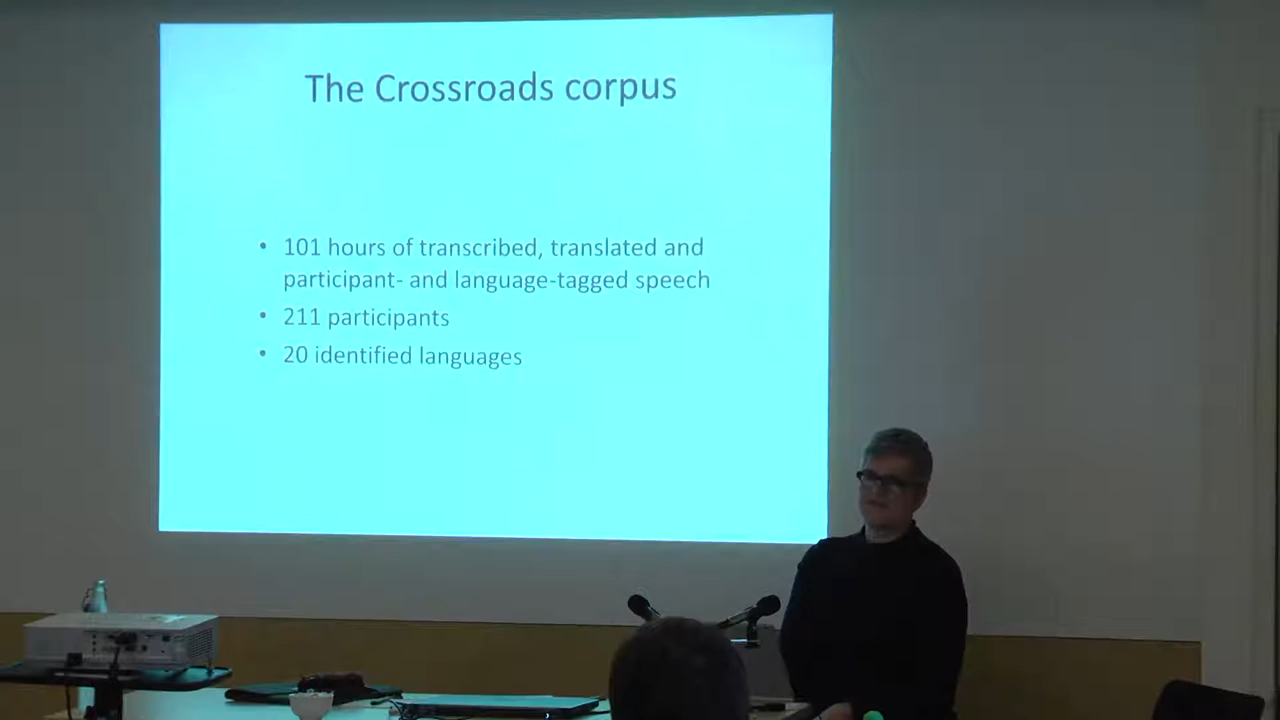 The Crossroads corpus
• 101 hours of transcribed, translated and
participant- and language-tagged speech
• 211 participants
• 20 identified languages